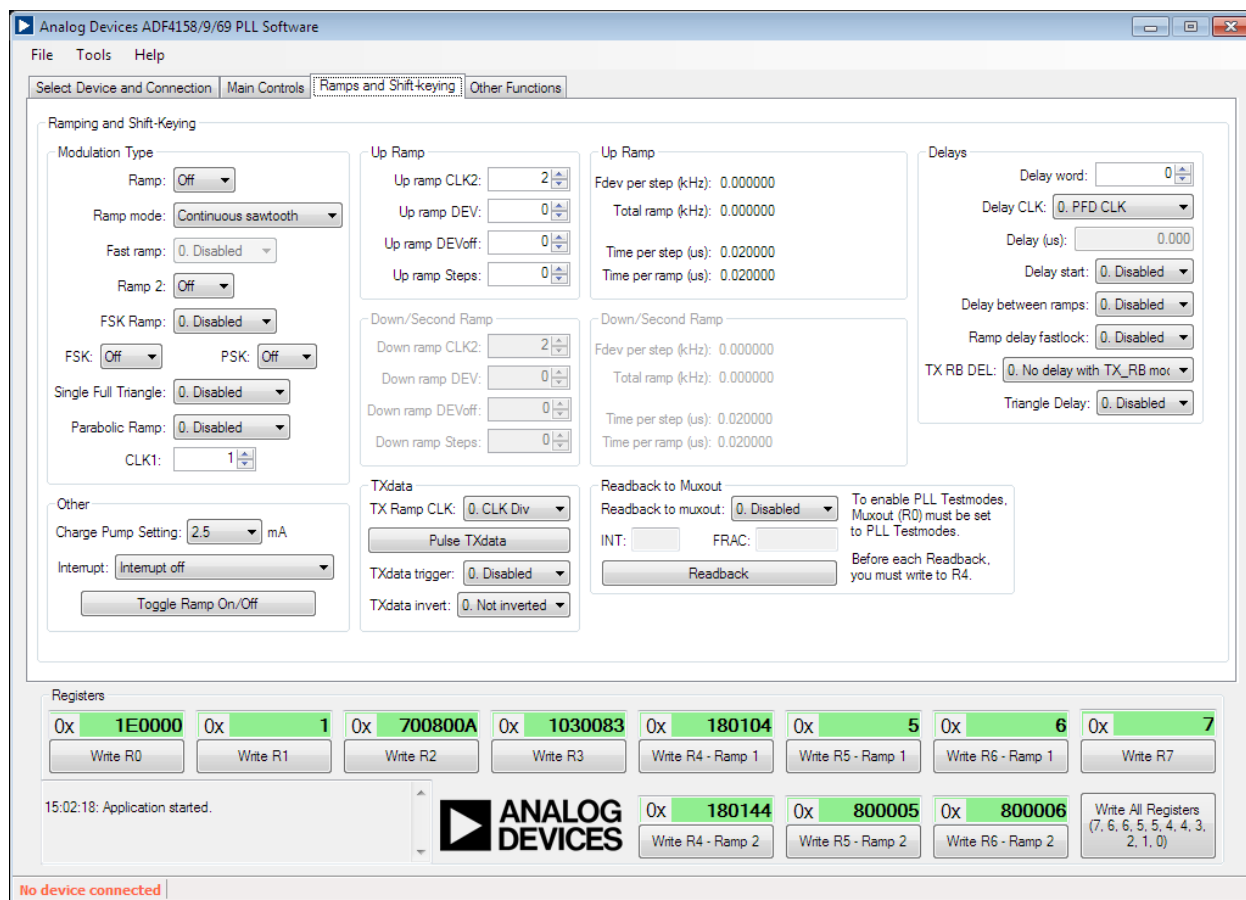 Analog Devices ADF4158/9/69 PLL Software
File Tools Help
Select Device and Connection Main Controls Ramps and Shift-keying Other Functions
Ramping and Shift-Keying
Modulation Type
Ramp: Off
Ramp mode: Continuous sawtooth
Fast ramp: 0. Disabled
Ramp 2: Off
FSK Ramp: 0. Disabled
FSK: Off PSK: Off
Single Full Triangle: 0. Disabled
Parabolic Ramp: 0. Disabled
CLK1: 1
Other
Charge Pump Setting: 2.5 mA
Interrupt: Interrupt off
Toggle Ramp On/Off
Up Ramp
Up ramp CLK2: 2
Up ramp DEV: 0
Up ramp DEVoff: 0
Up ramp Steps: 0
Down/Second Ramp
Down ramp CLK2: 2
Down ramp DEV: 0
Down ramp DEVoff: 0
Down ramp Steps: 0
TXdata
TX Ramp CLK: 0. CLK Div
Pulse TXdata
TXdata trigger: 0. Disabled
TXdata invert: 0. Not inverted
Up Ramp
Fdev per step (kHz): 0.000000
Total ramp (kHz): 0.000000
Time per step (us): 0.020000
Time per ramp (us): 0.020000
Down/Second Ramp
Fdev per step (kHz): 0.000000
Total ramp (kHz): 0.000000
Time per step (us): 0.020000
Time per ramp (us): 0.020000
Readback to Muxout
Readback to muxout: 0. Disabled
INT: FRAC:
Readback
To enable PLL Testmodes,
Muxout (R0) must be set
to PLL Testmodes.
Before each Readback,
you must write to R4.
Delays
Delay word: 0
Delay CLK: 0. PFD CLK
Delay (us): 0.000
Delay start: 0. Disabled
Delay between ramps: 0. Disabled
Ramp delay fastlock: 0. Disabled
TX RB DEL: 0. No delay with TX_RB moc
Triangle Delay: 0. Disabled
Registers
0x 1E0000 0x 1 0x 700800A 0x 1030083 0x 180104 0x 5 0x 6 0x 7
Write R0 Write R1 Write R2 Write R3 Write R4 - Ramp 1 Write R5 - Ramp 1 Write R6 - Ramp 1 Write R7
15:02:18: Application started.
ANALOG
DEVICES
0x 180144 0x 800005 0x 800006
Write R4 - Ramp 2 Write R5 - Ramp 2 Write R6 - Ramp 2
Write All Registers
(7, 6, 6, 5, 5, 4, 4, 3,
2, 1, 0)
No device connected